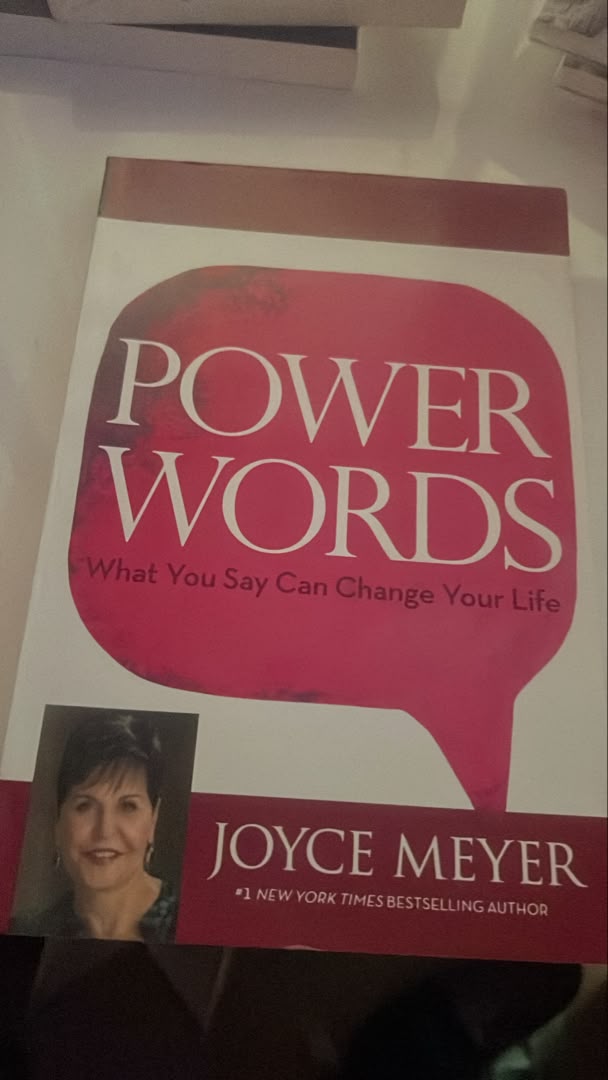 POWER
WORDS
What You Say Can Change Your Life
JOYCE MEYER
#1 NEW YORK TIMES BESTSELLING AUTHOR